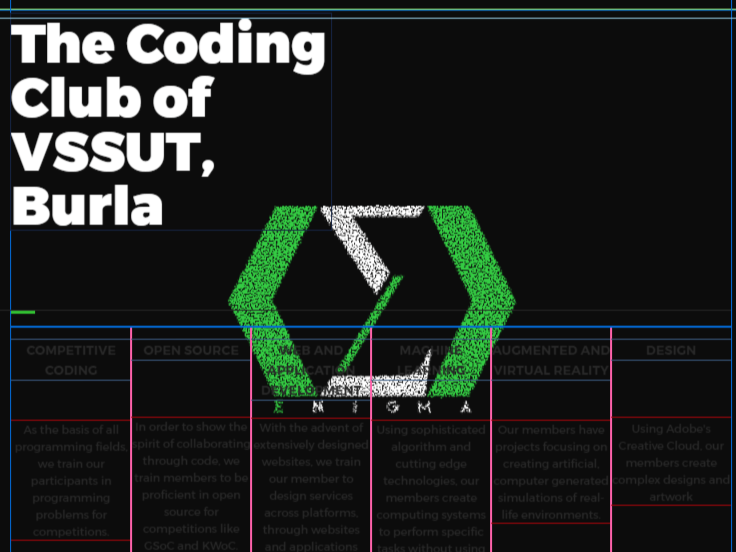 The Coding
Club of
VSSUT,
Burla
ENIGMA
COMPETITIVE
CODING
As the basis of all
programming fields,
we train our
participants in
programming
problems for
competitions.
OPEN SOURCE
In order to show the
spirit of collaborating
through code, we
train members to be
proficient in open
source for
competitions like
GSoC and KWoC.
WEB AND
APPLICATION
DEVELOPMENT
With the advent of
extensively designed
websites, we train
our member to
design services
across platforms,
through websites
and applications
MACHINE
LEARNING
Using sophisticated
algorithm and
cutting edge
technologies, our
members create
computing systems
to perform specific
tasks without using
AUGMENTED AND
VIRTUAL REALITY
Our members have
projects focusing on
creating artificial,
computer generated
simulations of real-
life environments.
DESIGN
Using Adobe's
Creative Cloud, our
members create
complex designs and
artwork